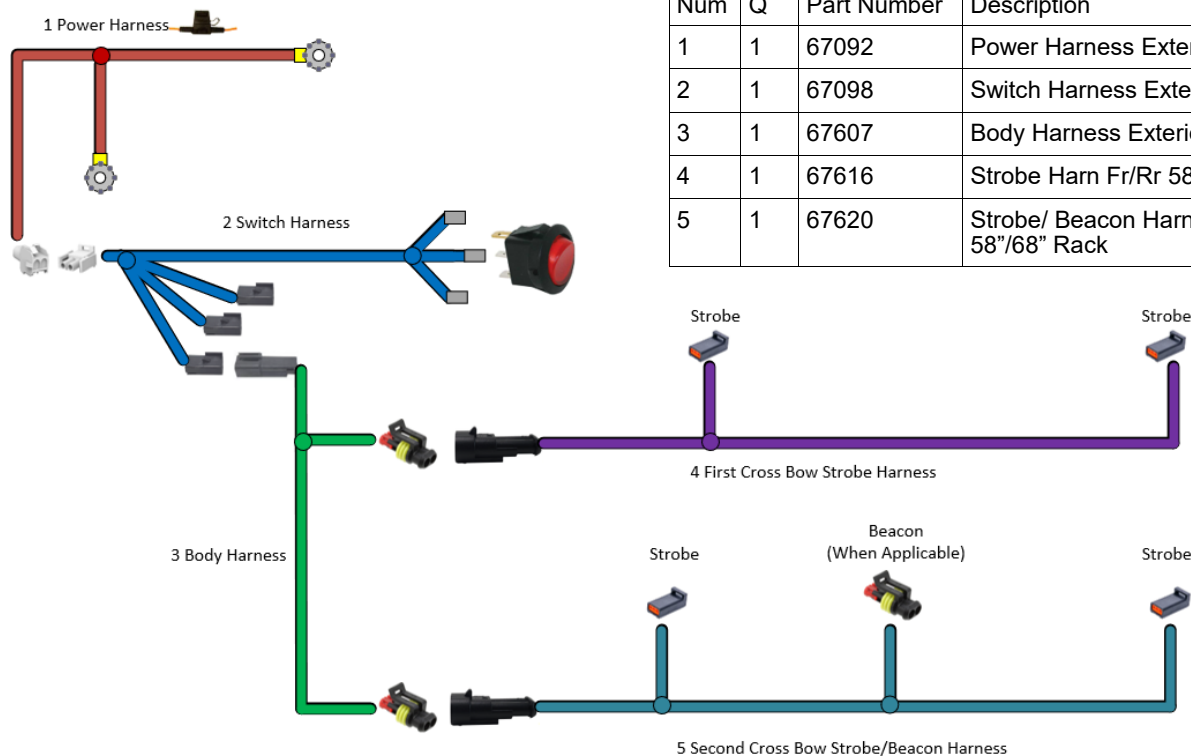 1 Power Harness
Num Q Part Number Description
1 1 67092 Power Harness
2 1 67098 Switch Harness
3 1 67607 Body Harness
4 1 67616 Strobe Harn Fr/Rr
5 1 67620 Strobe/ Beacon Harn
58”/68” Rack
2 Switch Harness
Strobe
Strobe
4 First Cross Bow Strobe Harness
3 Body Harness
Strobe
Beacon
(When Applicable)
Strobe
5 Second Cross Bow Strobe/Beacon Harness